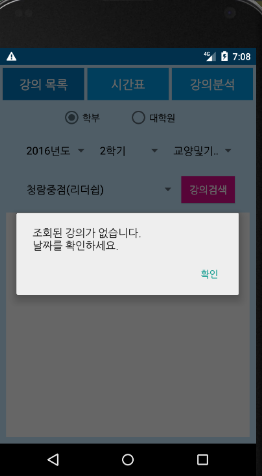 7:08
강의 목록 시간표 강의분석
학부 대학원
2016년도 2학기 교양및기..
청람중점(리더쉽) 강의검색
조회된 강의가 없습니다.
날짜를 확인하세요.
확인